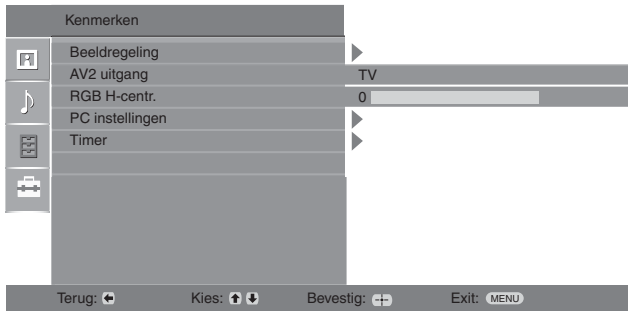 Kenmerken
Beeldregeling
AV2 uitgang TV
RGB H-centr. 0
PC instellingen
Timer
Terug: Kies: Bevestig: Exit: MENU